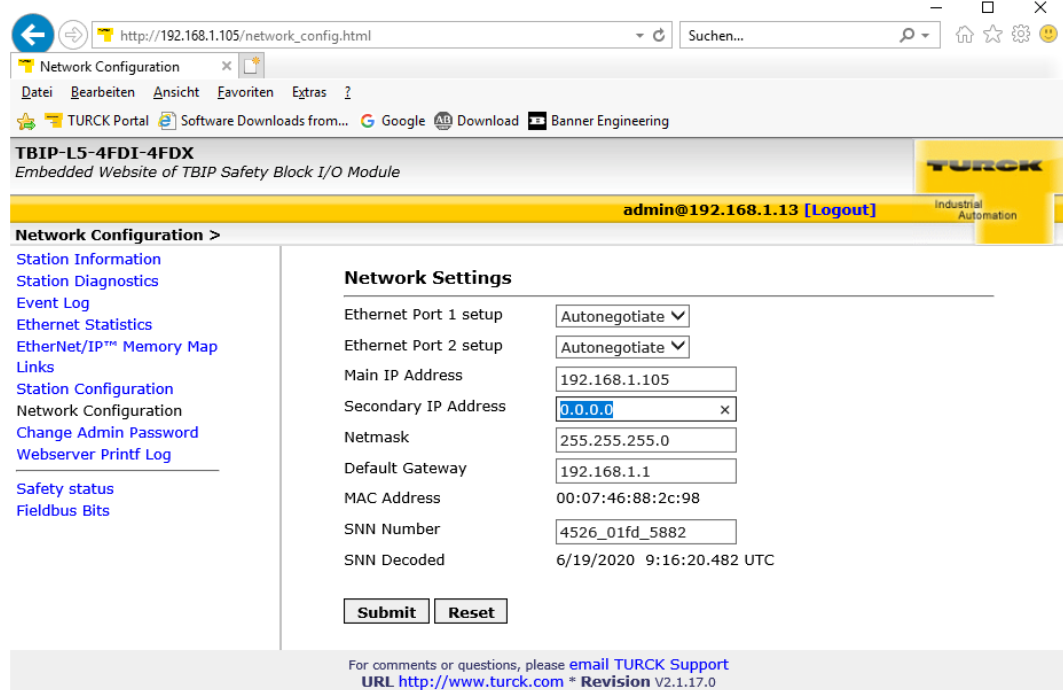 http://192.168.1.105/network_config.html
Suchen...
Network Configuration
Datei Bearbeiten Ansicht Favoriten Extras ?
TURCK Portal Software Downloads from... Google Download Banner Engineering
TBIP-L5-4FDI-4FDX
Embedded Website of TBIP Safety Block I/O Module
TURCK
Industrial
Automation
admin@192.168.1.13 [Logout]
Network Configuration >
Station Information
Station Diagnostics
Event Log
Ethernet Statistics
EtherNet/IP™ Memory Map
Links
Station Configuration
Network Configuration
Change Admin Password
Webserver Printf Log
Safety status
Fieldbus Bits
Network Settings
Ethernet Port 1 setup Autonegotiate
Ethernet Port 2 setup Autonegotiate
Main IP Address 192.168.1.105
Secondary IP Address 0.0.0.0
Netmask 255.255.255.0
Default Gateway 192.168.1.1
MAC Address 00:07:46:88:2c:98
SNN Number 4526_01fd_5882
SNN Decoded 6/19/2020 9:16:20.482 UTC
Submit Reset
For comments or questions, please email TURCK Support
URL http://www.turck.com * Revision V2.1.17.0